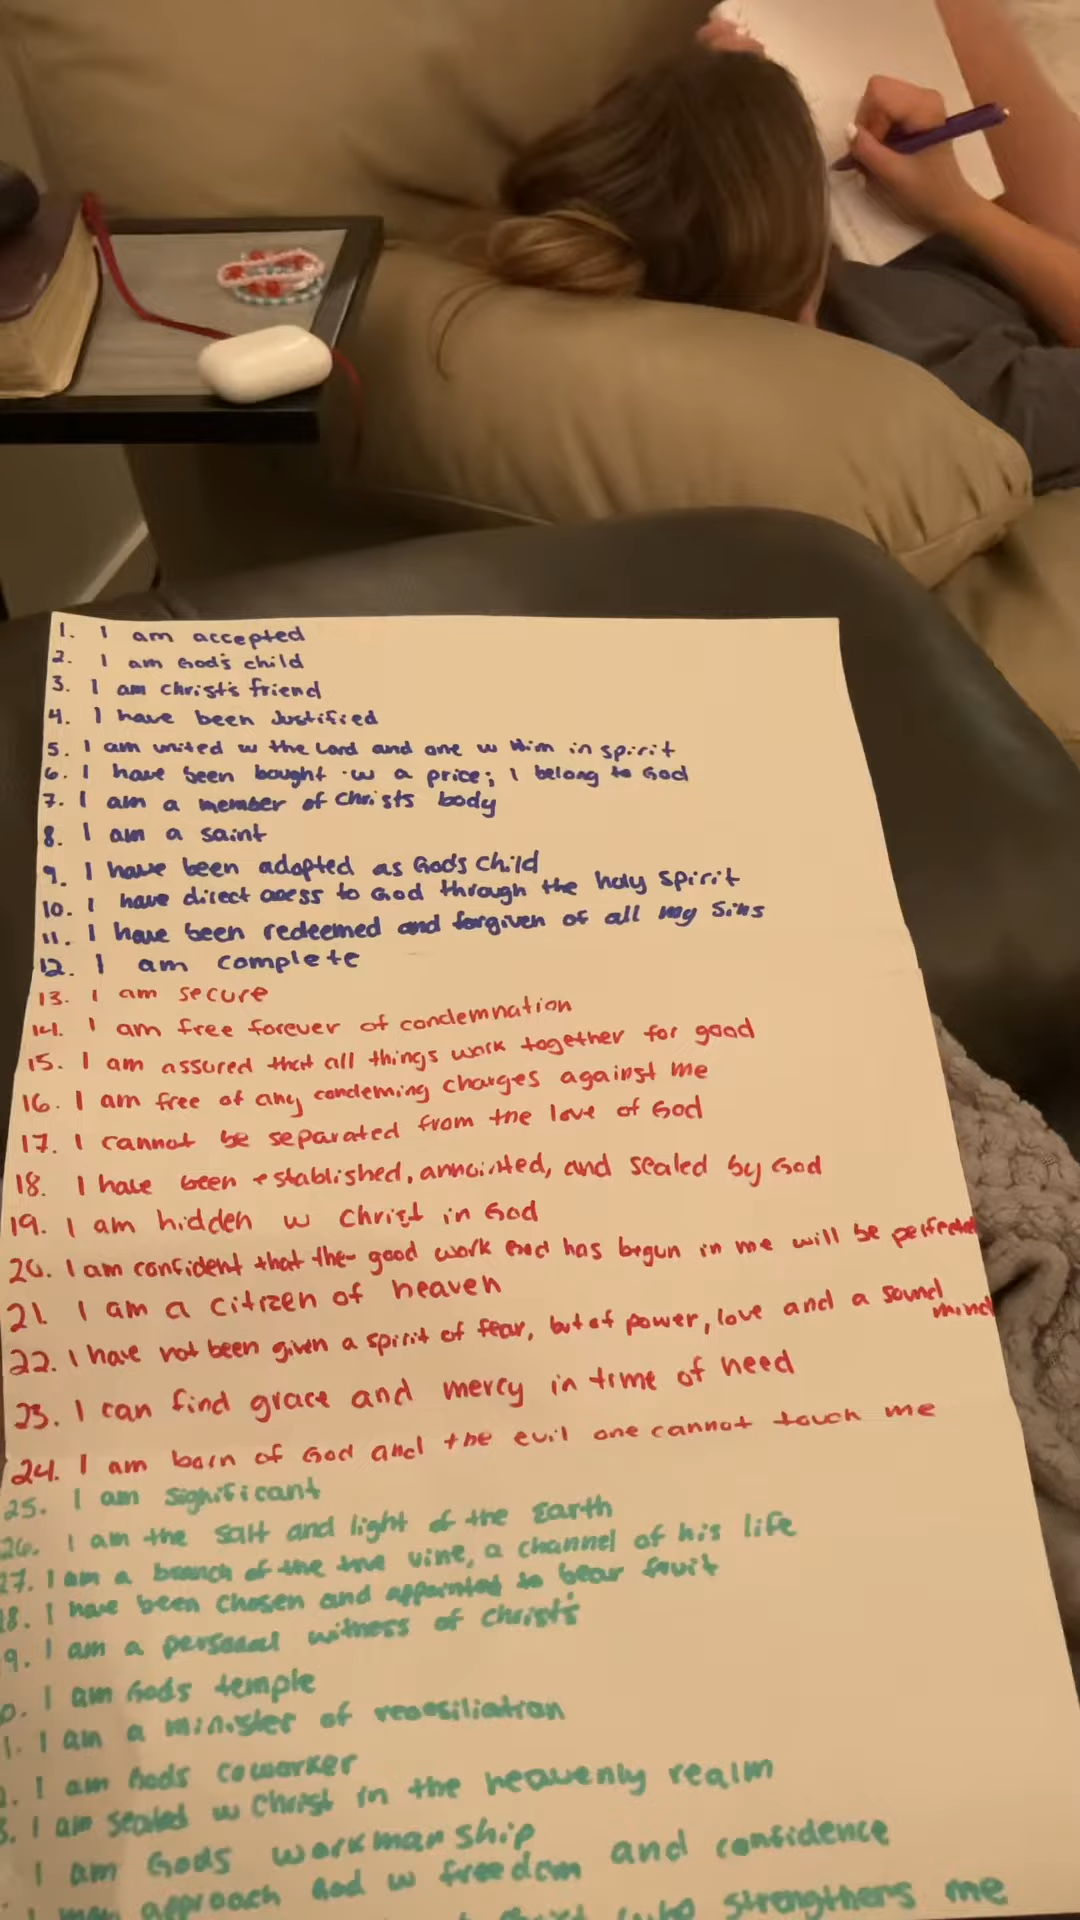 1. I am accepted
2. I am God's child
3. I am Christ's friend
4. I have been Justified
5. I am united w the Lord and one w Him in spirit
6. I have been bought w a price; I belong to God
7. I am a member of Christs body
8. I am a saint
9. I have been adopted as Gods child
10. I have direct acess to God through the holy spirit
11. I have been redeemed and forgiven of all my Sins
12. I am complete
13. I am secure
14. I am free forever of condemnation
15. I am assured that all things work together for good
16. I am free of any condeming charges against me
17. I cannot be separated from the love of God
18. I have been established, annointed, and sealed by God
19. I am hidden w Christ in God
20. I am confident that the good work God has begun in me will be perfected
21. I am a citizen of heaven
22. I have not been given a spirit of fear, but of power, love and a sound
mind
23. I can find grace and mercy in time of need
24. I am born of God and the evil one cannot touch me
25. I am significant
26. I am the salt and light of the Earth
27. I am a branch of the true vine, a channel of his life
8. I have been chosen and appointed to bear fruit
9. I am a personal witness of Christ's
0. I am Gods temple
1. I am a minister of reconsiliation
2. I am Gods coworker
3. I am seated w Christ in the heavenly realm
I am Gods workmanship
I may approach God w freedom and confidence
Christ who strengthers me